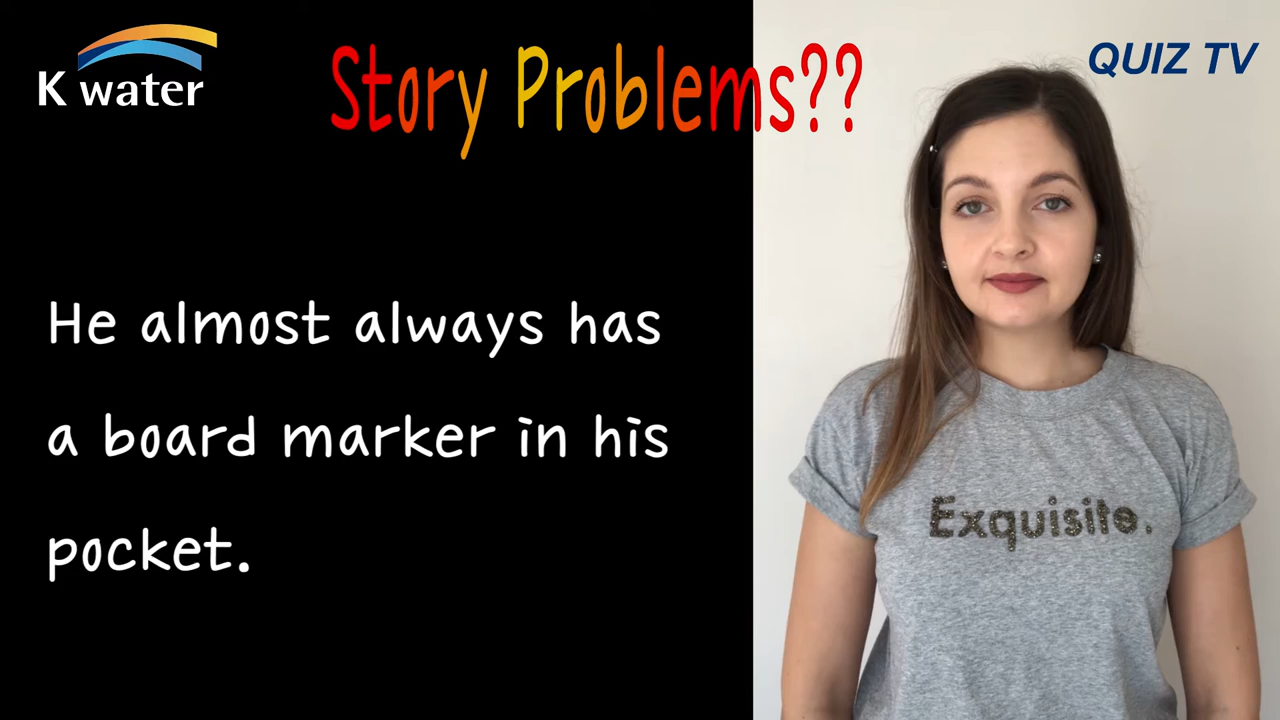 K water
Story Problems??
QUIZ TV
He almost always has
a board marker in his
pocket.
Exquisite.